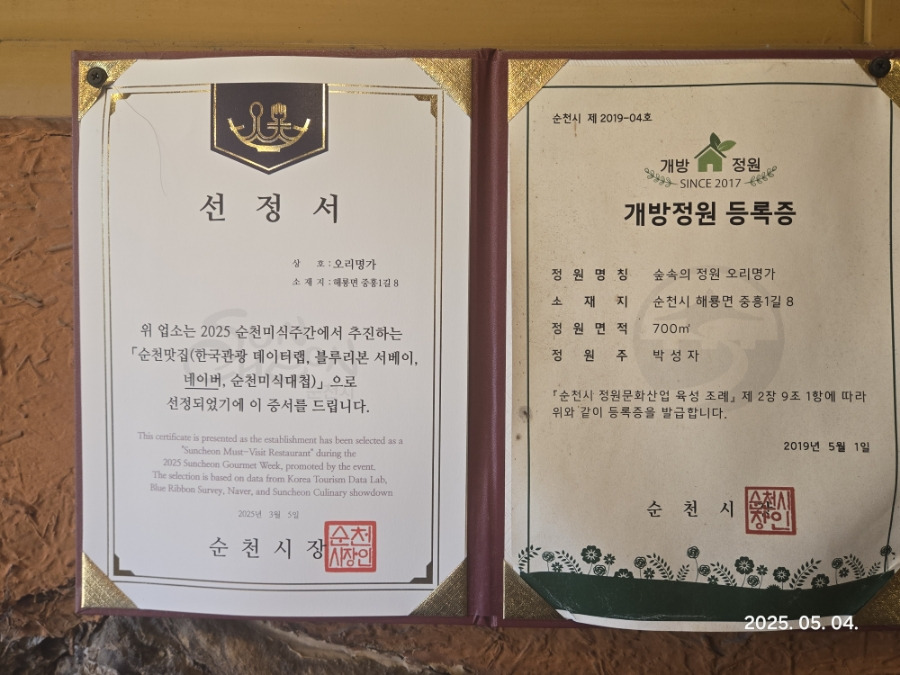 선정서
상 호 : 오리명가
소 재 지 : 해룡면 중흥1길 8
위 업소는 2025 순천미식주간에서 추진하는
「순천맛집(한국관광 데이터랩, 블루리본 서베이,
네이버, 순천미식대첩)」으로
선정되었기에 이 증서를 드립니다.
This certificate is presented as the establishment has been selected as a
"Suncheon Must-Visit Restaurant" during the
2025 Suncheon Gourmet Week, promoted by the event.
The selection is based on data from Korea Tourism Data Lab,
Blue Ribbon Survey, Naver, and Suncheon Culinary showdown
2025년 3월 5일
순천시장
순천
시장인
순천시 제 2019-04호
개방 정원
SINCE 2017
개방정원 등록증
정 원 명 칭 숲속의 정원 오리명가
소 재 지 순천시 해룡면 중흥1길 8
정 원 면 적 700㎡
정 원 주 박 성 자
『순천시 정원문화산업 육성 조례』 제 2장 9조 1항에 따라
위와 같이 등록증을 발급합니다.
2019년 5월 1일
순 천 시 장
순천시
장인
2025. 05. 04.